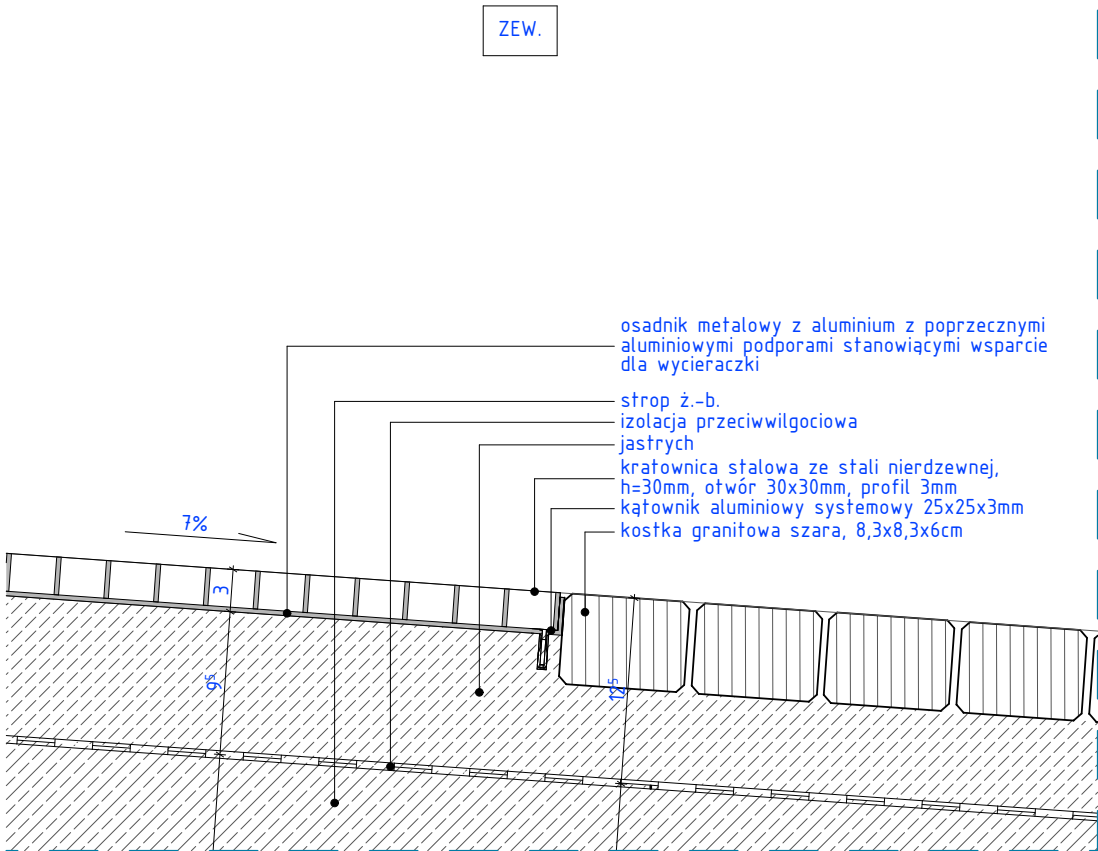 ZEW.
osadnik metalowy z aluminium z poprzecznymi
aluminiowymi podporami stanowiącymi wsparcie
dla wycieraczki
strop ż.-b.
izolacja przeciwwilgociowa
jastrych
kratownica stalowa ze stali nierdzewnej,
h=30mm, otwór 30x30mm, profil 3mm
kątownik aluminiowy systemowy 25x25x3mm
kostka granitowa szara, 8,3x8,3x6cm
7%
3
9⁵
12⁵